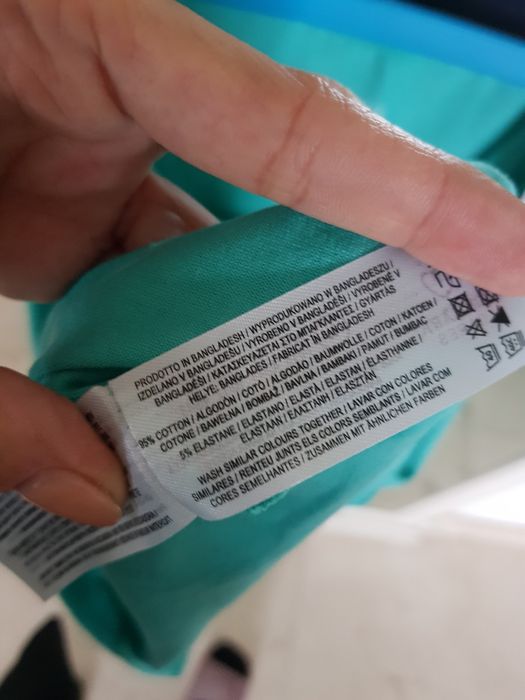 PRODOTTO IN BANGLADESH / WYPRODUKOWANO W BANGLADESZU /
IZDELANO V BANGLADEŠU / VYROBENO V BANGLADÉŠI / VYROBENÉ V
BANGLADÉŠI / ΚΑΤΑΣΚΕΥΑΖΕΤΑΙ ΣΤΟ ΜΠΑΓΚΛΑΝΤΕΣ / GYÁRTÁS
HELYE: BANGLADES / FABRICAT ÎN BANGLADESH
95% COTTON / ALGODÓN / COTÓ / ALGODÃO / BAUMWOLLE / COTON / KATOEN /
COTONE / BAWEŁNA / BOMBAŽ / BAVLNA / ΒΑΜΒΑΚΙ / PAMUT / BUMBAC
5% ELASTANE / ELASTANO / ELASTÀ / ELASTAN / ÉLASTHANNE /
ELASTAN / ΕΛΑΣΤΑΝΗ / ELASZTÁN
WASH SIMILAR COLOURS TOGETHER / LAVAR CON COLORES
SIMILARES / RENTEU JUNTS ELS COLORS SEMBLANTS / LAVAR COM
CORES SEMELHANTES / ZUSAMMEN MIT ÄHNLICHEN FARBEN